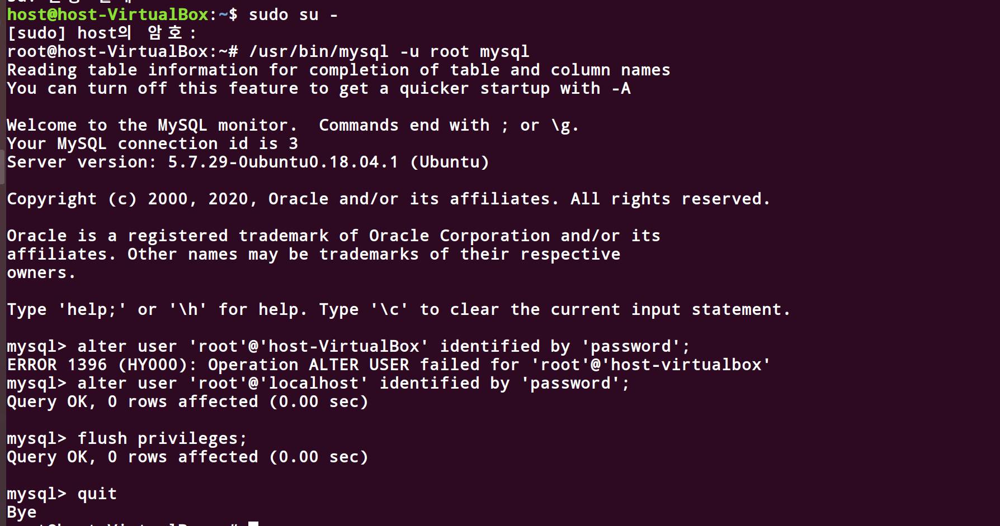 host@host-VirtualBox:~$ sudo su -
[sudo] host의 암호:
root@host-VirtualBox:~# /usr/bin/mysql -u root mysql
Reading table information for completion of table and column names
You can turn off this feature to get a quicker startup with -A
Welcome to the MySQL monitor.  Commands end with ; or \g.
Your MySQL connection id is 3
Server version: 5.7.29-0ubuntu0.18.04.1 (Ubuntu)
Copyright (c) 2000, 2020, Oracle and/or its affiliates. All rights reserved.
Oracle is a registered trademark of Oracle Corporation and/or its
affiliates. Other names may be trademarks of their respective
owners.
Type 'help;' or '\h' for help. Type '\c' to clear the current input statement.
mysql> alter user 'root'@'host-VirtualBox' identified by 'password';
ERROR 1396 (HY000): Operation ALTER USER failed for 'root'@'host-virtualbox'
mysql> alter user 'root'@'localhost' identified by 'password';
Query OK, 0 rows affected (0.00 sec)
mysql> flush privileges;
Query OK, 0 rows affected (0.00 sec)
mysql> quit
Bye